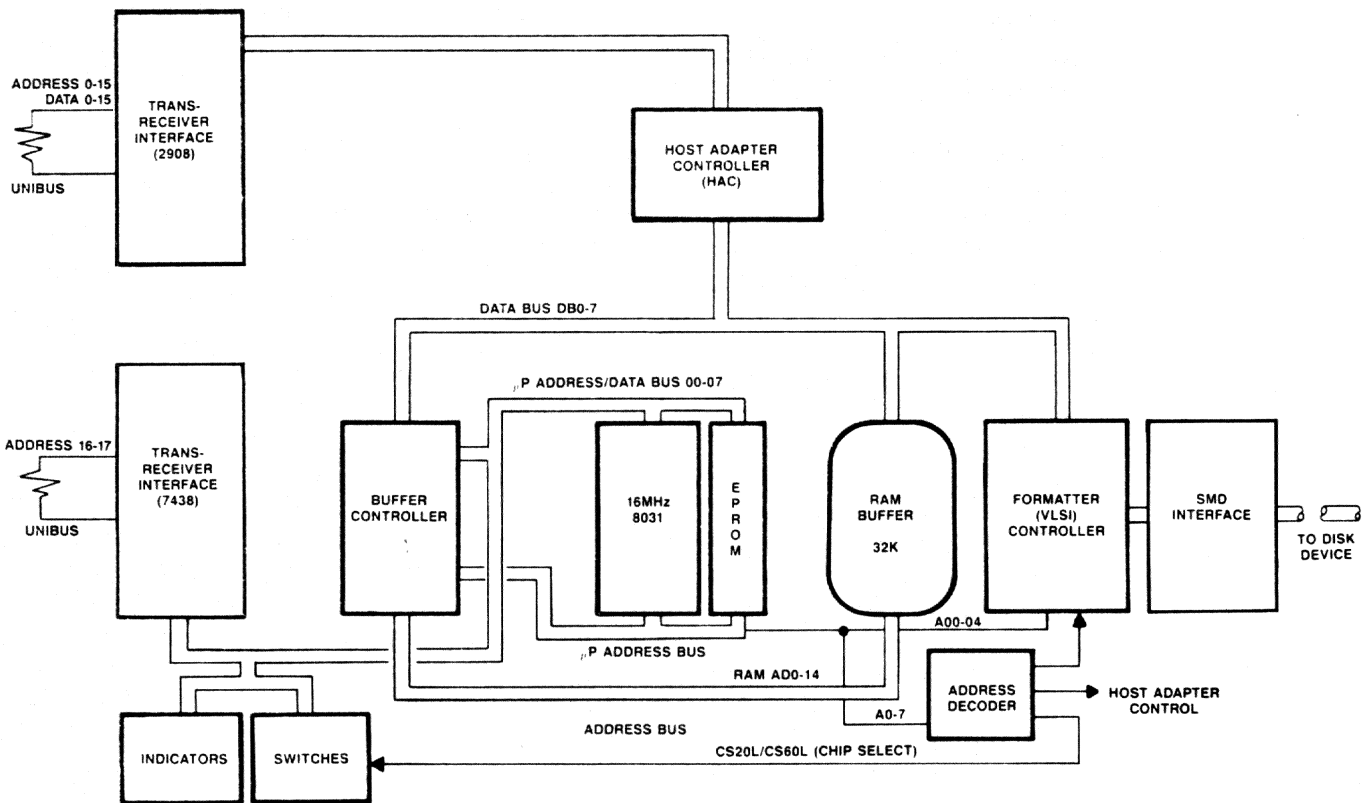 ADDRESS 0-15
DATA 0-15
UNIBUS
TRANS-
RECEIVER
INTERFACE
(2908)
HOST ADAPTER
CONTROLLER
(HAC)
DATA BUS DB0-7
μP ADDRESS/DATA BUS 00-07
ADDRESS 16-17
UNIBUS
TRANS-
RECEIVER
INTERFACE
(7438)
BUFFER
CONTROLLER
16MHz
8031
EPROM
RAM
BUFFER
32K
FORMATTER
(VLSI)
CONTROLLER
SMD
INTERFACE
TO DISK
DEVICE
A00-04
μP ADDRESS BUS
RAM AD0-14
A0-7
ADDRESS
DECODER
HOST ADAPTER
CONTROL
ADDRESS BUS
CS20L/CS60L (CHIP SELECT)
INDICATORS
SWITCHES